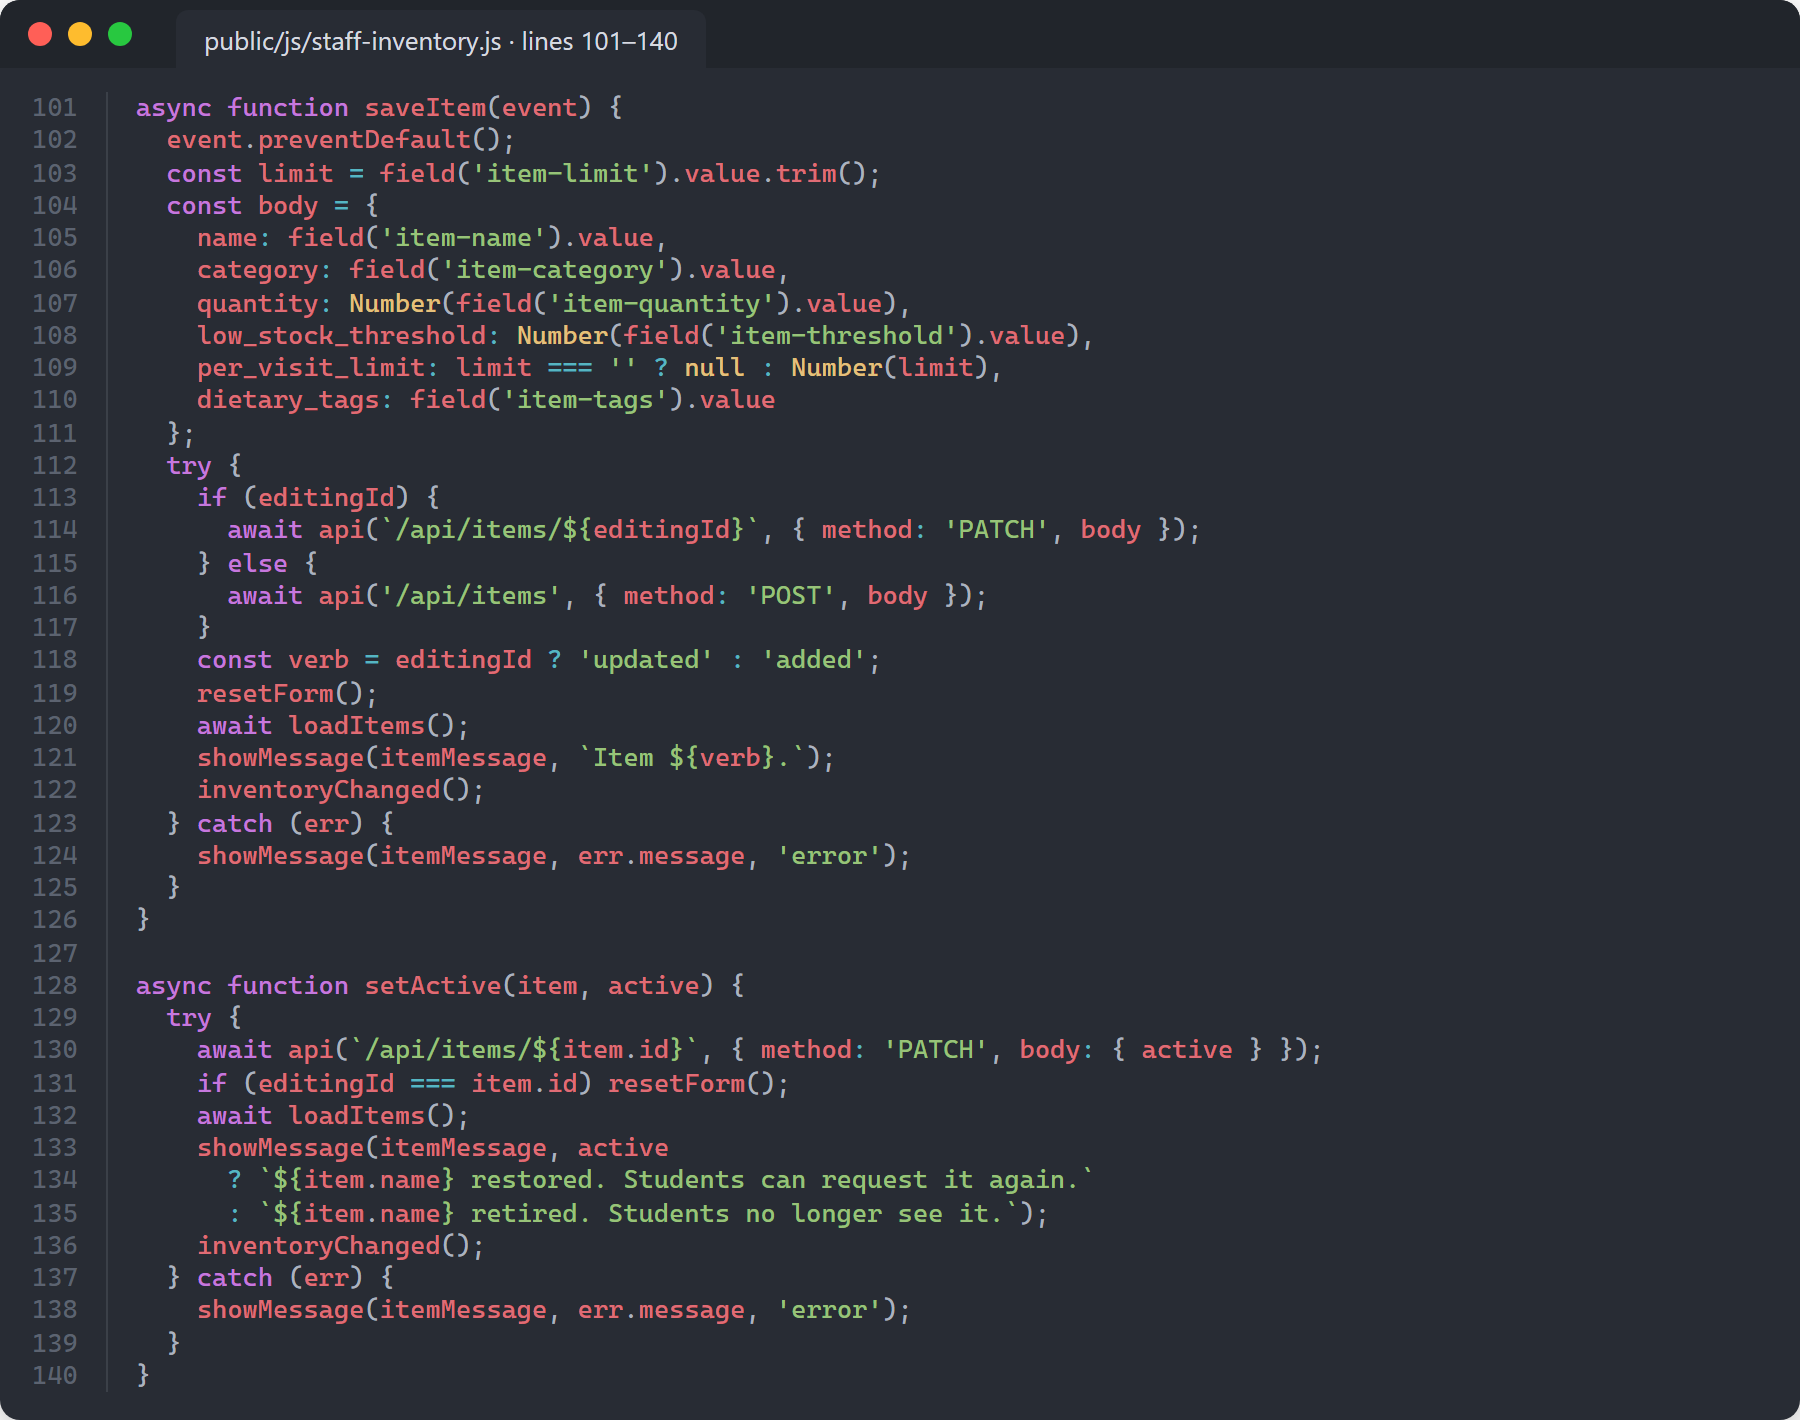 public/js/staff-inventory.js · lines 101–140
101 async function saveItem(event) {
102   event.preventDefault();
103   const limit = field('item-limit').value.trim();
104   const body = {
105     name: field('item-name').value,
106     category: field('item-category').value,
107     quantity: Number(field('item-quantity').value),
108     low_stock_threshold: Number(field('item-threshold').value),
109     per_visit_limit: limit === '' ? null : Number(limit),
110     dietary_tags: field('item-tags').value
111   };
112   try {
113     if (editingId) {
114       await api(`/api/items/${editingId}`, { method: 'PATCH', body });
115     } else {
116       await api('/api/items', { method: 'POST', body });
117     }
118     const verb = editingId ? 'updated' : 'added';
119     resetForm();
120     await loadItems();
121     showMessage(itemMessage, `Item ${verb}.`);
122     inventoryChanged();
123   } catch (err) {
124     showMessage(itemMessage, err.message, 'error');
125   }
126 }
127
128 async function setActive(item, active) {
129   try {
130     await api(`/api/items/${item.id}`, { method: 'PATCH', body: { active } });
131     if (editingId === item.id) resetForm();
132     await loadItems();
133     showMessage(itemMessage, active
134       ? `${item.name} restored. Students can request it again.`
135       : `${item.name} retired. Students no longer see it.`);
136     inventoryChanged();
137   } catch (err) {
138     showMessage(itemMessage, err.message, 'error');
139   }
140 }